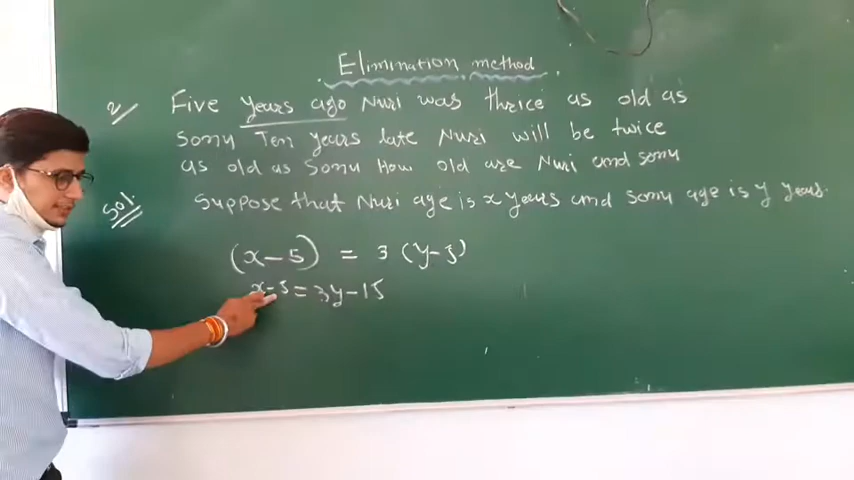 Elimination method
Q Five years ago Nuri was thrice as old as
Sonu Ten years late Nuri will be twice
as old as Sonu How old are Nuri and Sonu
Sol. Suppose that Nuri age is x years and Sonu age is y years.
(x-5) = 3 (y-5)
x-5 = 3y-15